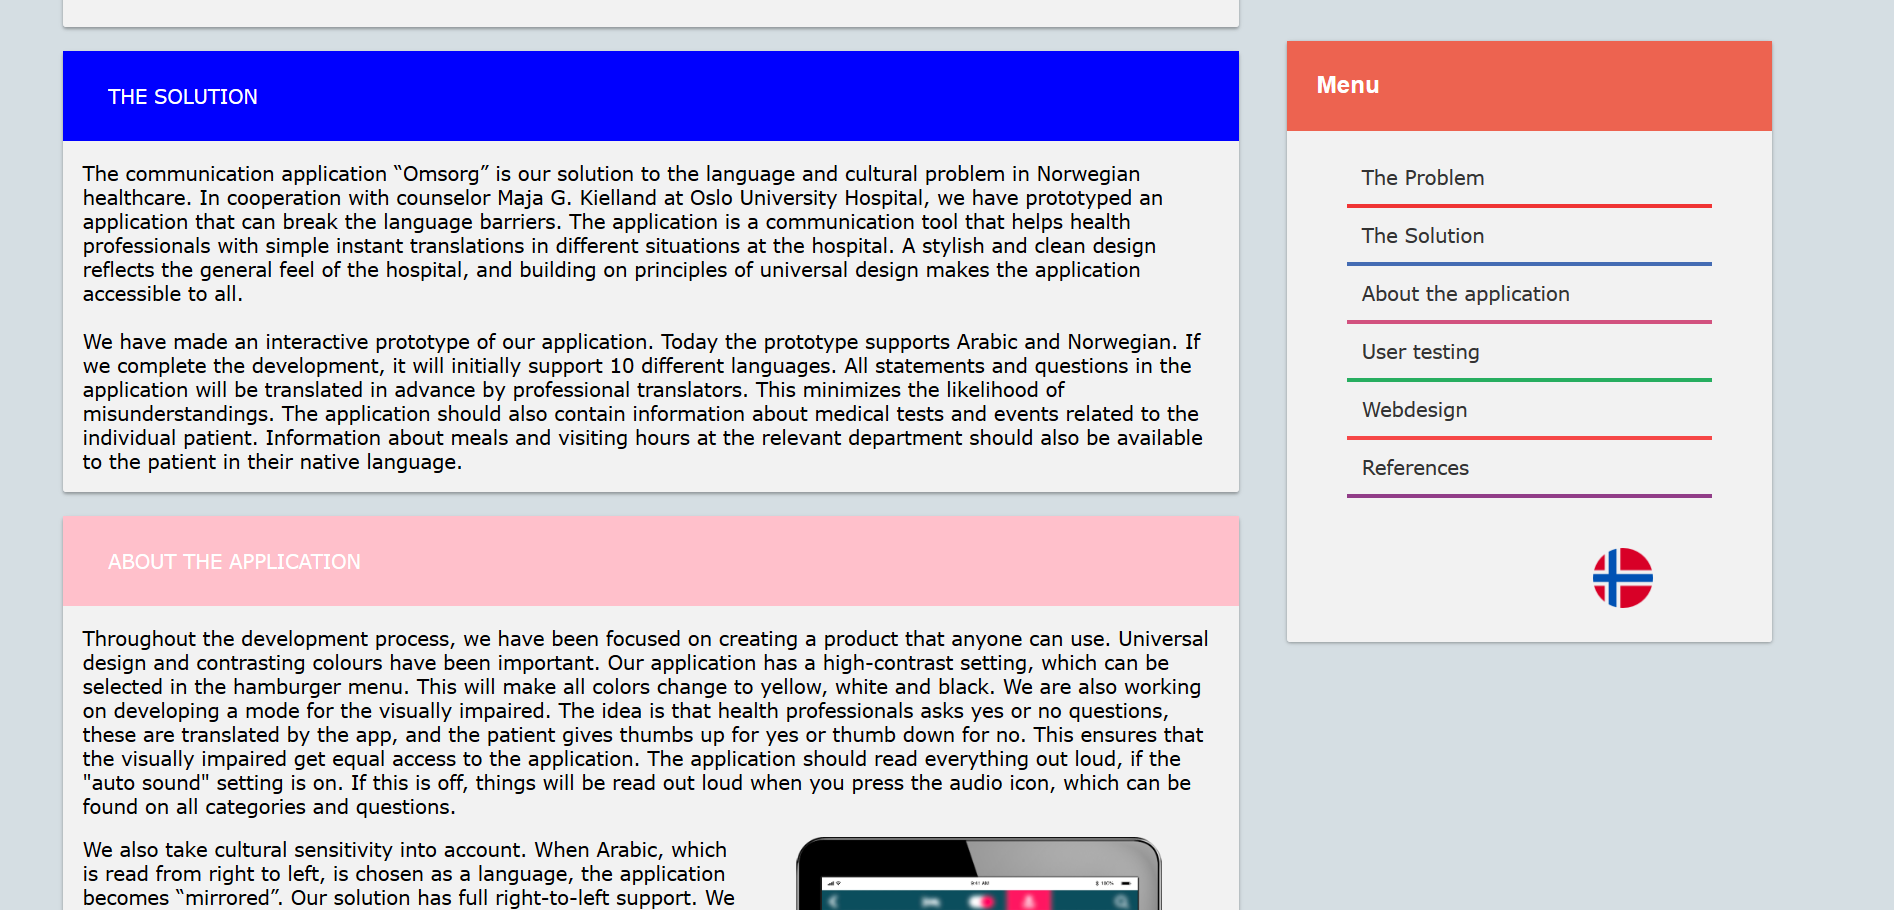 THE SOLUTION
The communication application “Omsorg” is our solution to the language and cultural problem in Norwegian
healthcare. In cooperation with counselor Maja G. Kielland at Oslo University Hospital, we have prototyped an
application that can break the language barriers. The application is a communication tool that helps health
professionals with simple instant translations in different situations at the hospital. A stylish and clean design
reflects the general feel of the hospital, and building on principles of universal design makes the application
accessible to all.
We have made an interactive prototype of our application. Today the prototype supports Arabic and Norwegian. If
we complete the development, it will initially support 10 different languages. All statements and questions in the
application will be translated in advance by professional translators. This minimizes the likelihood of
misunderstandings. The application should also contain information about medical tests and events related to the
individual patient. Information about meals and visiting hours at the relevant department should also be available
to the patient in their native language.
ABOUT THE APPLICATION
Throughout the development process, we have been focused on creating a product that anyone can use. Universal
design and contrasting colours have been important. Our application has a high-contrast setting, which can be
selected in the hamburger menu. This will make all colors change to yellow, white and black. We are also working
on developing a mode for the visually impaired. The idea is that health professionals asks yes or no questions,
these are translated by the app, and the patient gives thumbs up for yes or thumb down for no. This ensures that
the visually impaired get equal access to the application. The application should read everything out loud, if the
"auto sound" setting is on. If this is off, things will be read out loud when you press the audio icon, which can be
found on all categories and questions.
We also take cultural sensitivity into account. When Arabic, which
is read from right to left, is chosen as a language, the application
becomes “mirrored”. Our solution has full right-to-left support. We
9:41 AM
100%
Menu
The Problem
The Solution
About the application
User testing
Webdesign
References